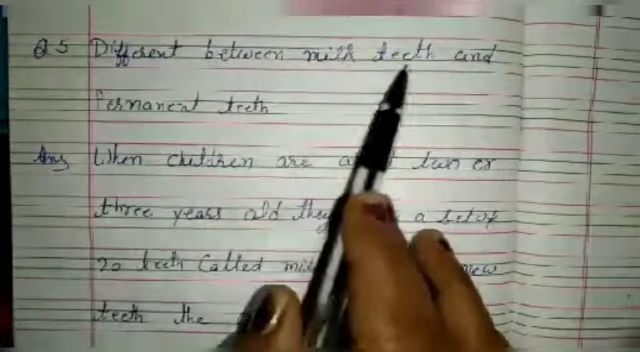 Q5 Different between milk teeth and
Permanent teeth
Ans When children are two or
three years old they a set of
20 teeth called new
teeth the